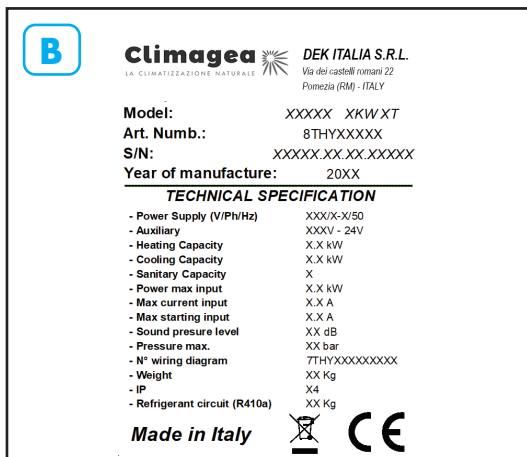 B
Climagea
LA CLIMATIZZAZIONE NATURALE
DEK ITALIA S.R.L.
Via dei castelli romani 22
Pomezia (RM) - ITALY
Model: XXXXX XKW XT
Art. Numb.: 8THYXXXXX
S/N: XXXXX.XX.XX.XXXXX
Year of manufacture: 20XX
TECHNICAL SPECIFICATION
- Power Supply (V/Ph/Hz) XXX/X-X/50
- Auxiliary XXXV - 24V
- Heating Capacity X.X kW
- Cooling Capacity X.X kW
- Sanitary Capacity X
- Power max input X.X kW
- Max current input X.X A
- Max starting input X.X A
- Sound presure level XX dB
- Pressure max. XX bar
- N° wiring diagram 7THYXXXXXXXXX
- Weight XX Kg
- IP X4
- Refrigerant circuit (R410a) XX Kg
Made in Italy CE